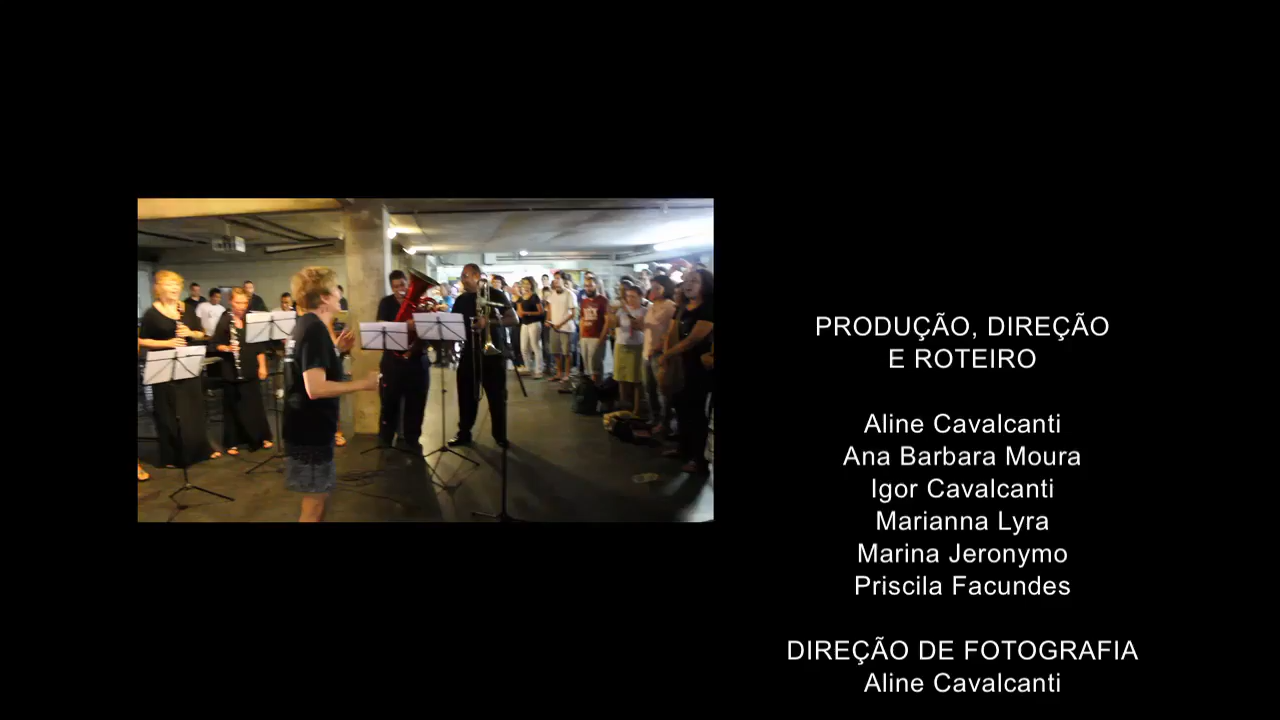 PRODUÇÃO, DIREÇÃO
E ROTEIRO
Aline Cavalcanti
Ana Barbara Moura
Igor Cavalcanti
Marianna Lyra
Marina Jeronymo
Priscila Facundes
DIREÇÃO DE FOTOGRAFIA
Aline Cavalcanti